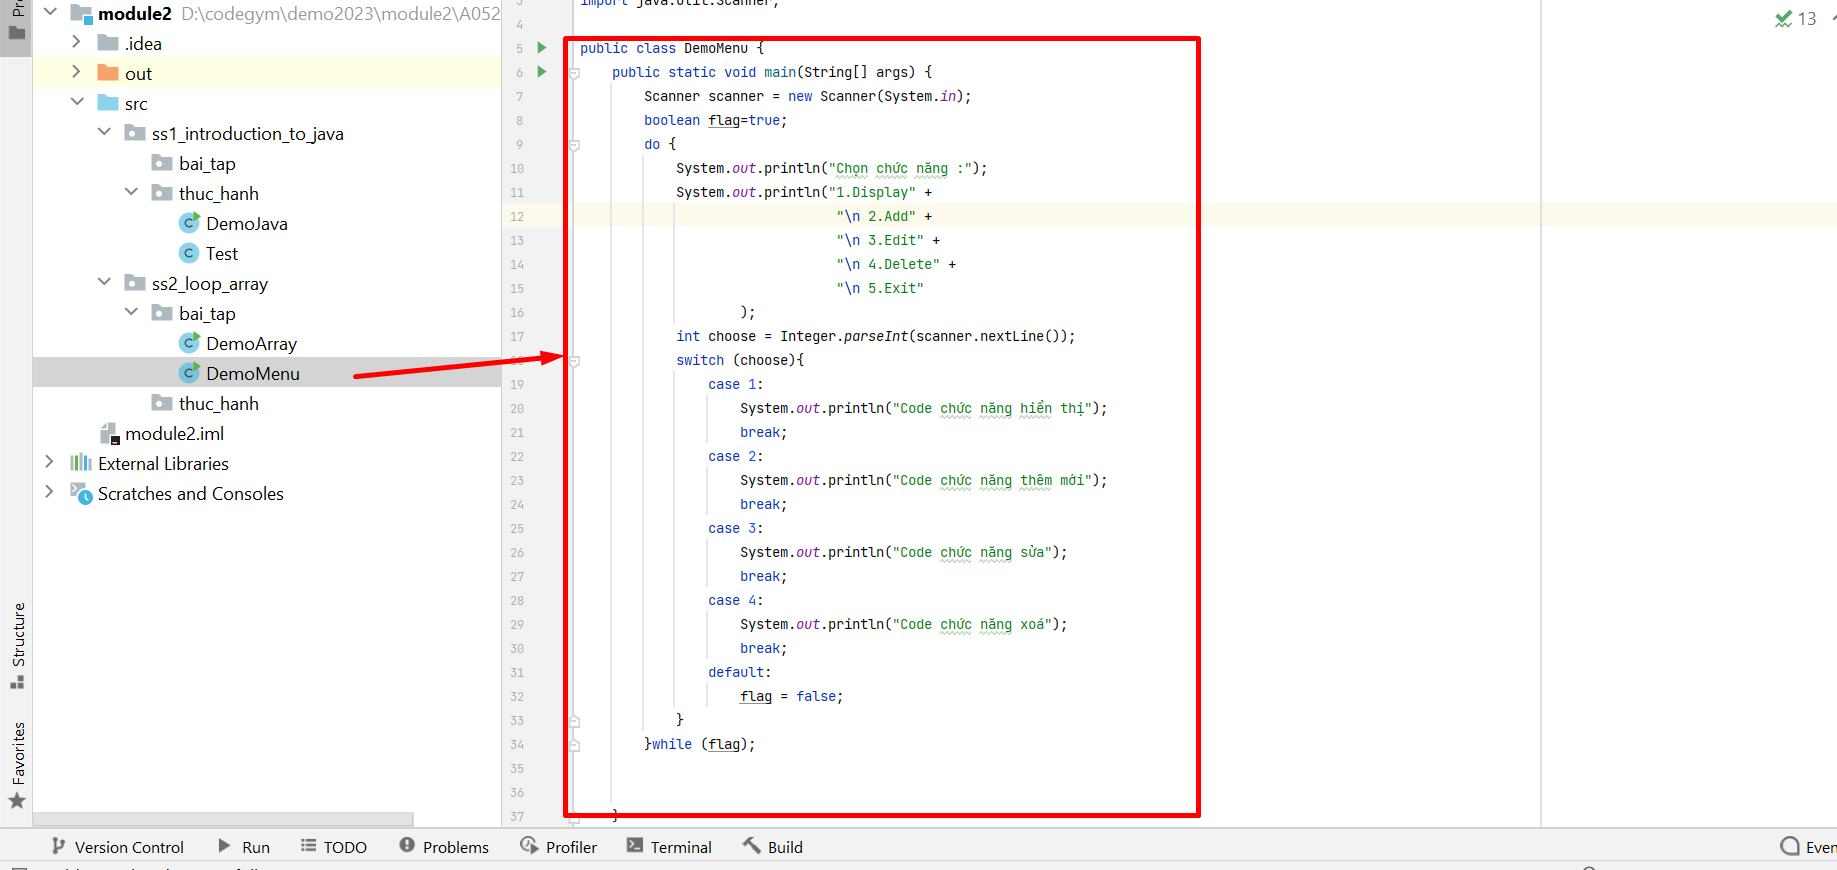 module2 D:\codegym\demo2023\module2\A052
.idea
out
src
ss1_introduction_to_java
bai_tap
thuc_hanh
DemoJava
Test
ss2_loop_array
bai_tap
DemoArray
DemoMenu
thuc_hanh
module2.iml
External Libraries
Scratches and Consoles
Structure
Favorites
3 import java.util.Scanner;
4
5 public class DemoMenu {
6 public static void main(String[] args) {
7 Scanner scanner = new Scanner(System.in);
8 boolean flag=true;
9 do {
10 System.out.println("Chọn chức năng :");
11 System.out.println("1.Display" +
12 "\n 2.Add" +
13 "\n 3.Edit" +
14 "\n 4.Delete" +
15 "\n 5.Exit"
16 );
17 int choose = Integer.parseInt(scanner.nextLine());
18 switch (choose){
19 case 1:
20 System.out.println("Code chức năng hiển thị");
21 break;
22 case 2:
23 System.out.println("Code chức năng thêm mới");
24 break;
25 case 3:
26 System.out.println("Code chức năng sửa");
27 break;
28 case 4:
29 System.out.println("Code chức năng xoá");
30 break;
31 default:
32 flag = false;
33 }
34 }while (flag);
35
36
37 }
13
Version Control Run TODO Problems Profiler Terminal Build Even